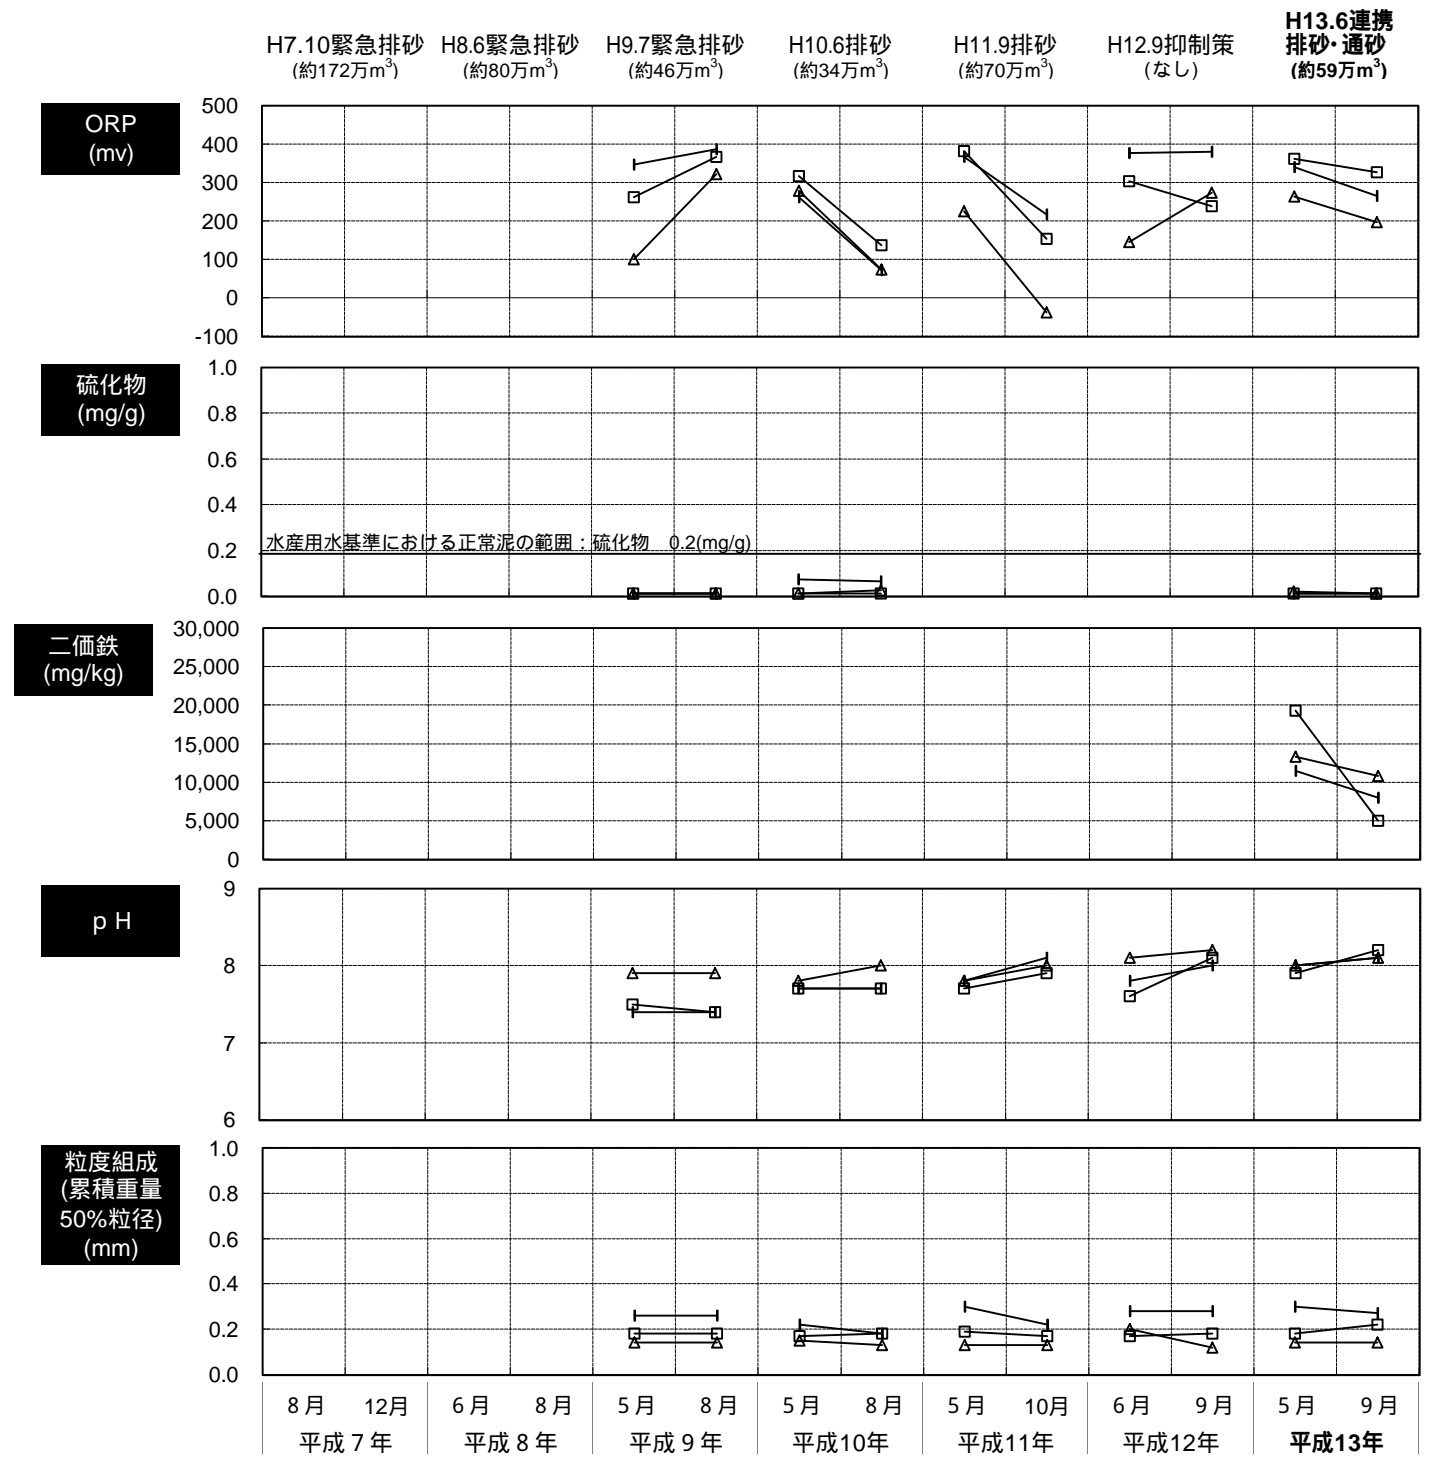 H7.10緊急排砂 H8.6緊急排砂 H9.7緊急排砂 H10.6排砂 H11.9排砂 H12.9抑制策 H13.6連携
排砂・通砂
(約172万m³) (約80万m³) (約46万m³) (約34万m³) (約70万m³) (なし) (約59万m³)
ORP
(mv)
500
400
300
200
100
0
-100
硫化物
(mg/g)
1.0
0.8
0.6
0.4
0.2
0.0
水産用水基準における正常泥の範囲：硫化物 0.2(mg/g)
二価鉄
(mg/kg)
30,000
25,000
20,000
15,000
10,000
5,000
0
ｐH
9
8
7
6
粒度組成
(累積重量
50%粒径)
(mm)
1.0
0.8
0.6
0.4
0.2
0.0
8月 12月 6月 8月 5月 8月 5月 8月 5月 10月 6月 9月 5月 9月
平成7年 平成8年 平成9年 平成10年 平成11年 平成12年 平成13年